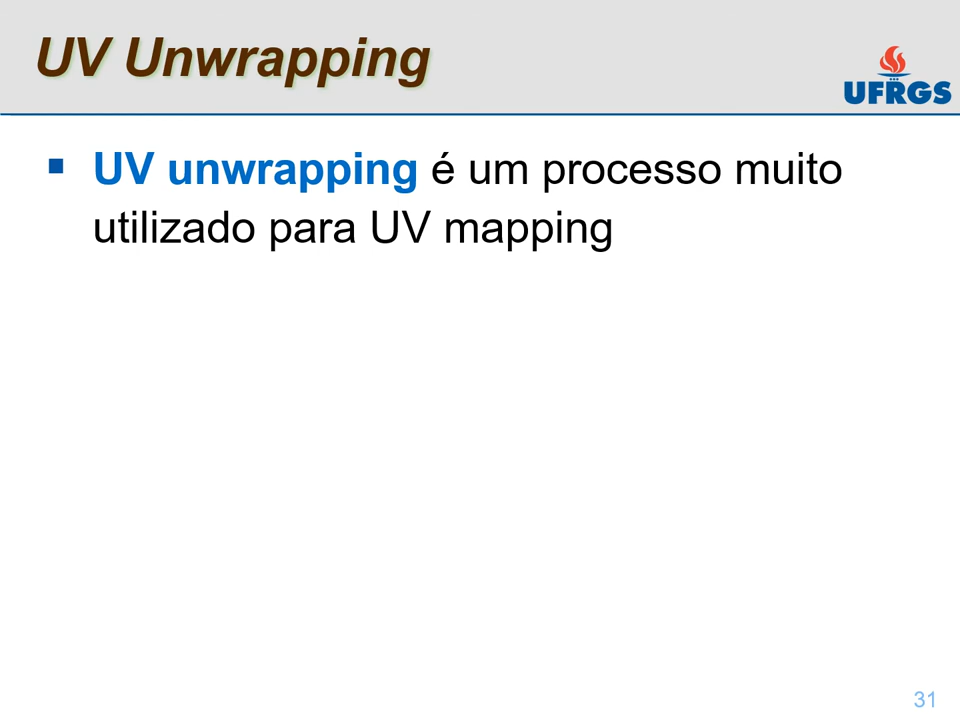 UV Unwrapping
UFRGS
▪ UV unwrapping é um processo muito
utilizado para UV mapping
31